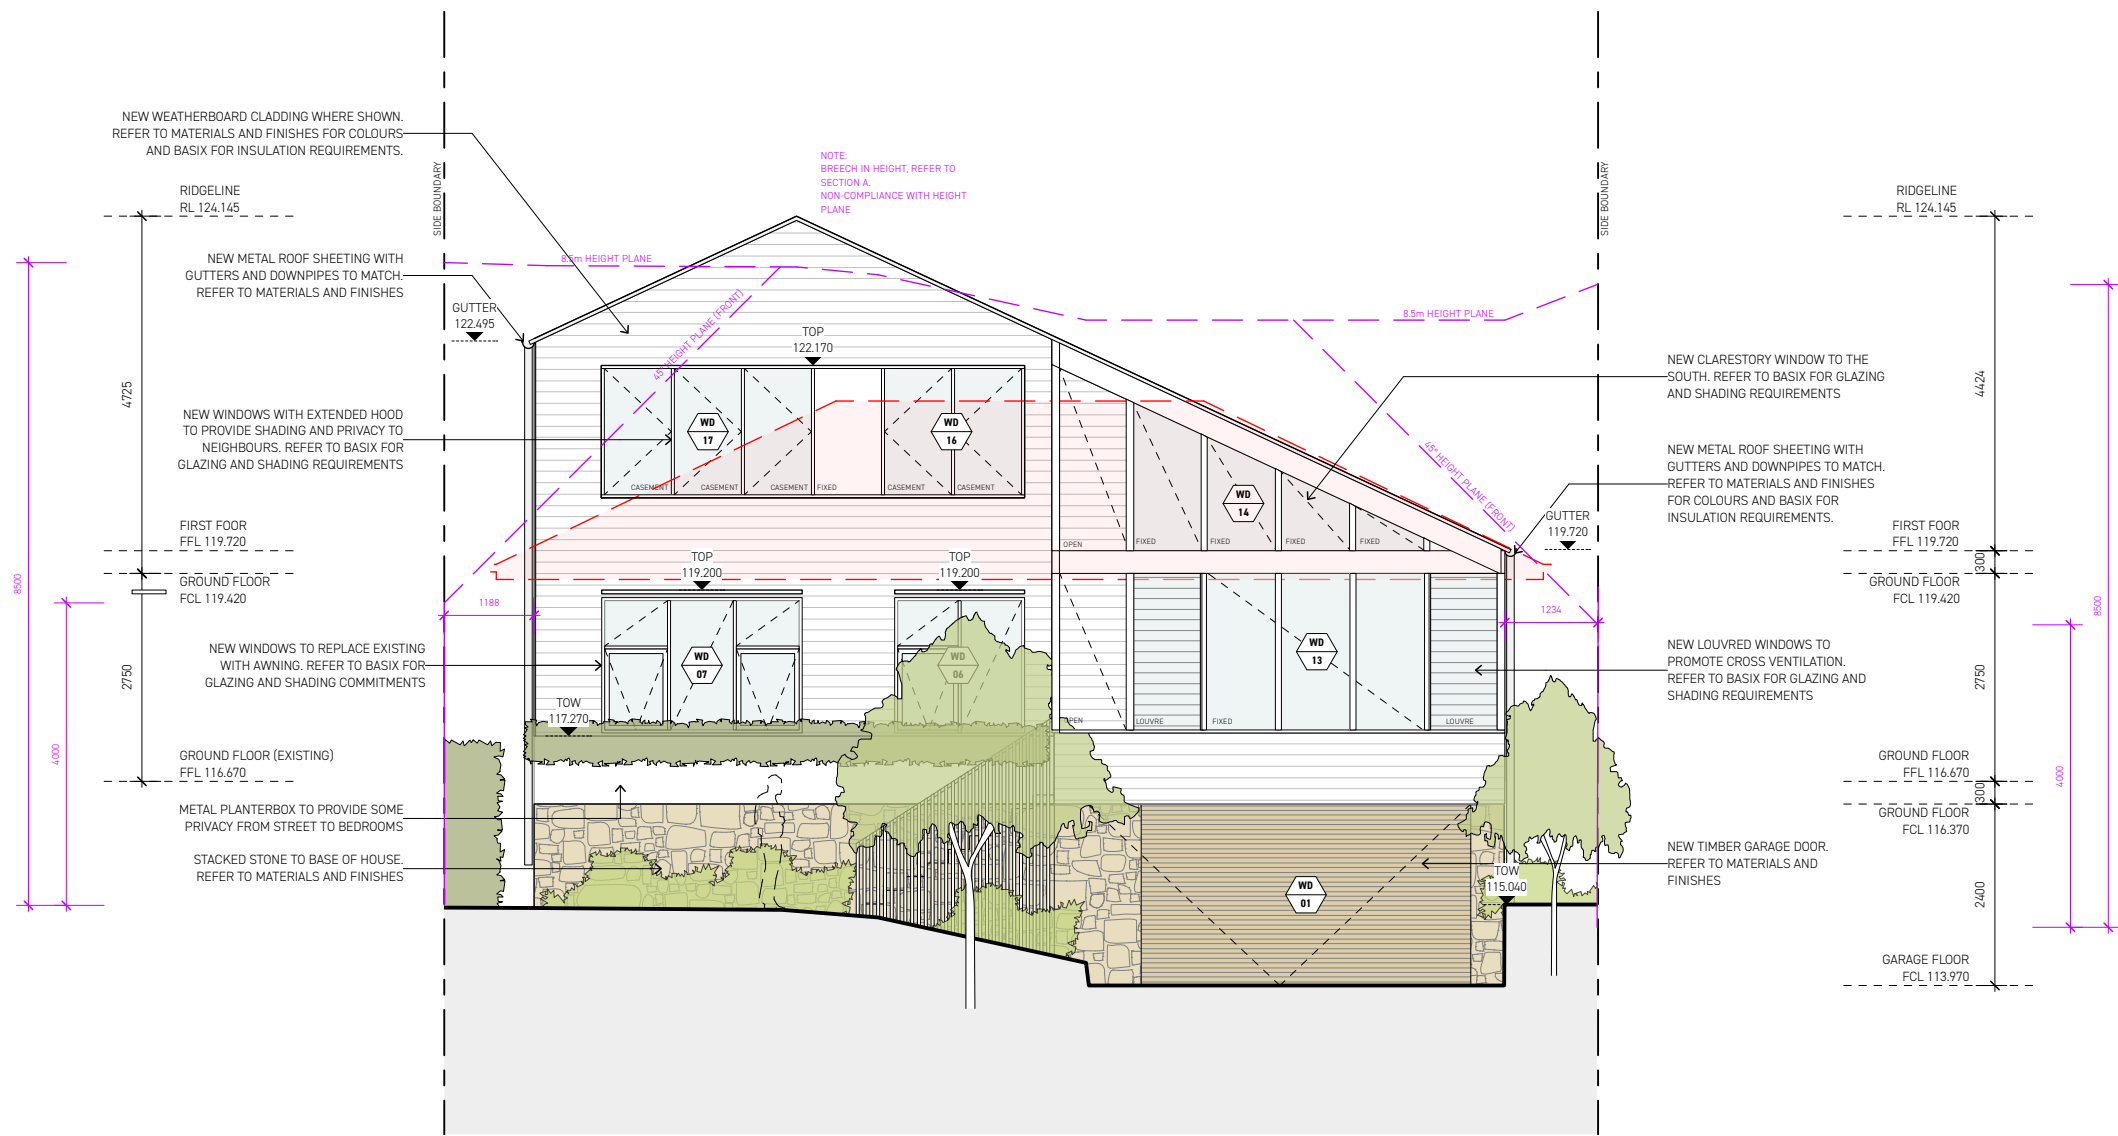 NEW WEATHERBOARD CLADDING WHERE SHOWN.
REFER TO MATERIALS AND FINISHES FOR COLOURS
AND BASIX FOR INSULATION REQUIREMENTS.
RIDGELINE
RL 124.145
NEW METAL ROOF SHEETING WITH
GUTTERS AND DOWNPIPES TO MATCH.
REFER TO MATERIALS AND FINISHES
GUTTER
122.495
4725
NEW WINDOWS WITH EXTENDED HOOD
TO PROVIDE SHADING AND PRIVACY TO
NEIGHBOURS. REFER TO BASIX FOR
GLAZING AND SHADING REQUIREMENTS
FIRST FOOR
FFL 119.720
GROUND FLOOR
FCL 119.420
8500
1188
NEW WINDOWS TO REPLACE EXISTING
WITH AWNING. REFER TO BASIX FOR
GLAZING AND SHADING COMMITMENTS
2750
4000
GROUND FLOOR (EXISTING)
FFL 116.670
METAL PLANTERBOX TO PROVIDE SOME
PRIVACY FROM STREET TO BEDROOMS
STACKED STONE TO BASE OF HOUSE.
REFER TO MATERIALS AND FINISHES
SIDE BOUNDARY
NOTE:
BREECH IN HEIGHT, REFER TO
SECTION A.
NON-COMPLIANCE WITH HEIGHT
PLANE
8.5m HEIGHT PLANE
45° HEIGHT PLANE (FRONT)
TOP
122.170
WD
17
WD
16
CASEMENT
CASEMENT
CASEMENT
FIXED
CASEMENT
CASEMENT
TOP
119.200
TOP
119.200
WD
07
WD
06
TOW
117.270
8.5m HEIGHT PLANE
45° HEIGHT PLANE (FRONT)
WD
14
OPEN
FIXED
FIXED
FIXED
FIXED
WD
13
OPEN
LOUVRE
FIXED
LOUVRE
WD
01
TOW
115.040
GUTTER
119.720
1234
SIDE BOUNDARY
NEW CLARESTORY WINDOW TO THE
SOUTH. REFER TO BASIX FOR GLAZING
AND SHADING REQUIREMENTS
NEW METAL ROOF SHEETING WITH
GUTTERS AND DOWNPIPES TO MATCH.
REFER TO MATERIALS AND FINISHES
FOR COLOURS AND BASIX FOR
INSULATION REQUIREMENTS.
NEW LOUVRED WINDOWS TO
PROMOTE CROSS VENTILATION.
REFER TO BASIX FOR GLAZING AND
SHADING REQUIREMENTS
NEW TIMBER GARAGE DOOR.
REFER TO MATERIALS AND
FINISHES
RIDGELINE
RL 124.145
4424
FIRST FOOR
FFL 119.720
300
GROUND FLOOR
FCL 119.420
2750
8500
GROUND FLOOR
FFL 116.670
300
4000
GROUND FLOOR
FCL 116.370
2400
GARAGE FLOOR
FCL 113.970